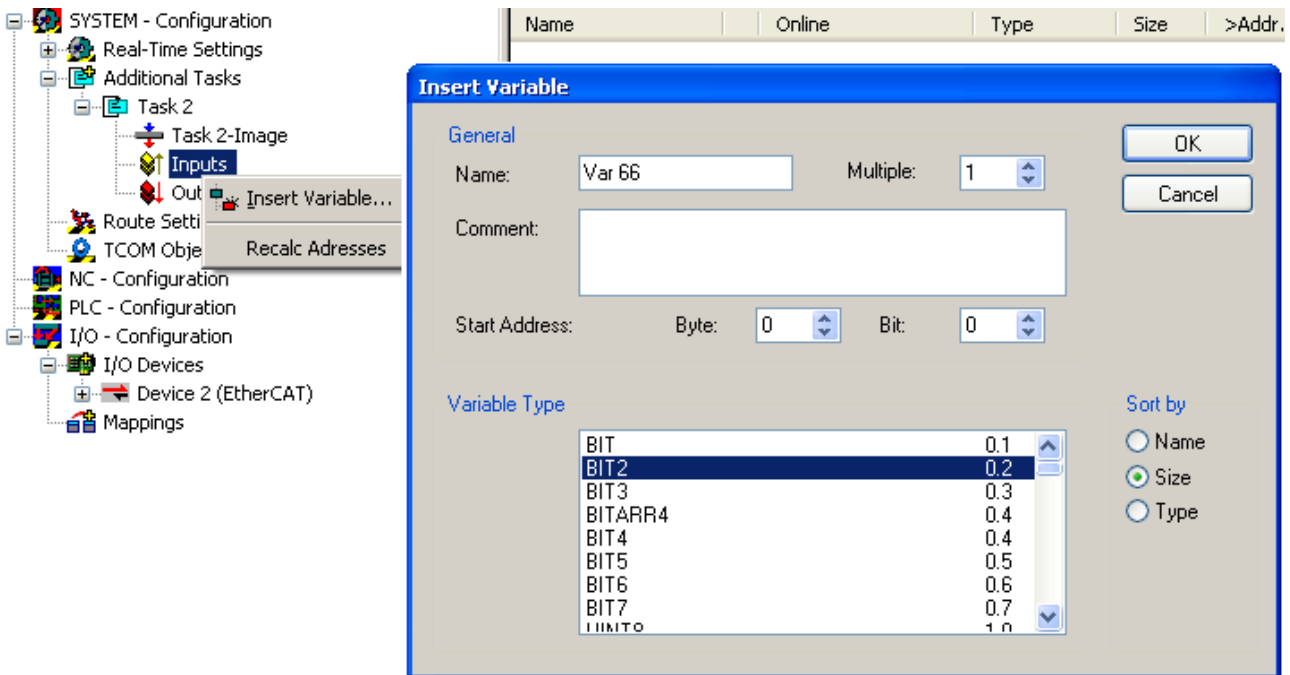 SYSTEM - Configuration
Real-Time Settings
Additional Tasks
Task 2
Task 2-Image
Inputs
Out
Route Setti
TCOM Obje
NC - Configuration
PLC - Configuration
I/O - Configuration
I/O Devices
Device 2 (EtherCAT)
Mappings
Insert Variable...
Recalc Adresses
Name Online Type Size >Addr.
Insert Variable
General
Name: Var 66 Multiple: 1
Comment:
Start Address: Byte: 0 Bit: 0
OK
Cancel
Variable Type
BIT 0.1
BIT2 0.2
BIT3 0.3
BITARR4 0.4
BIT4 0.4
BIT5 0.5
BIT6 0.6
BIT7 0.7
UINT8 1.0
Sort by
Name
Size
Type